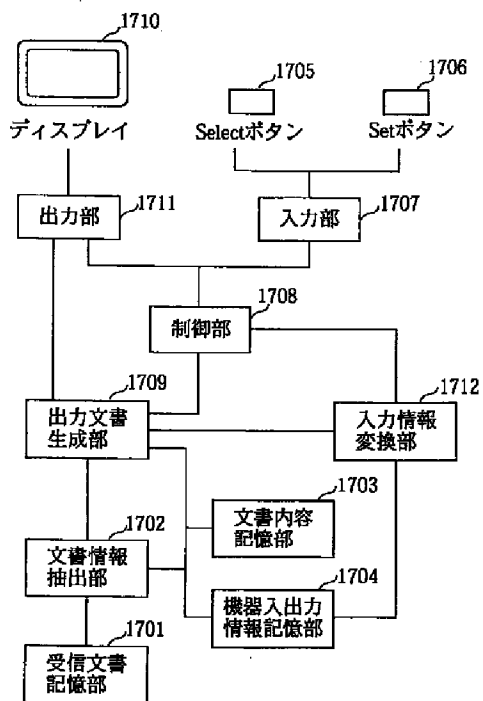 1710
ディスプレイ
1705
Selectボタン
1706
Setボタン
出力部
1711
入力部
1707
制御部
1708
1709
出力文書
生成部
1712
入力情報
変換部
1703
文書内容
記憶部
1702
文書情報
抽出部
1704
機器入出力
情報記憶部
1701
受信文書
記憶部